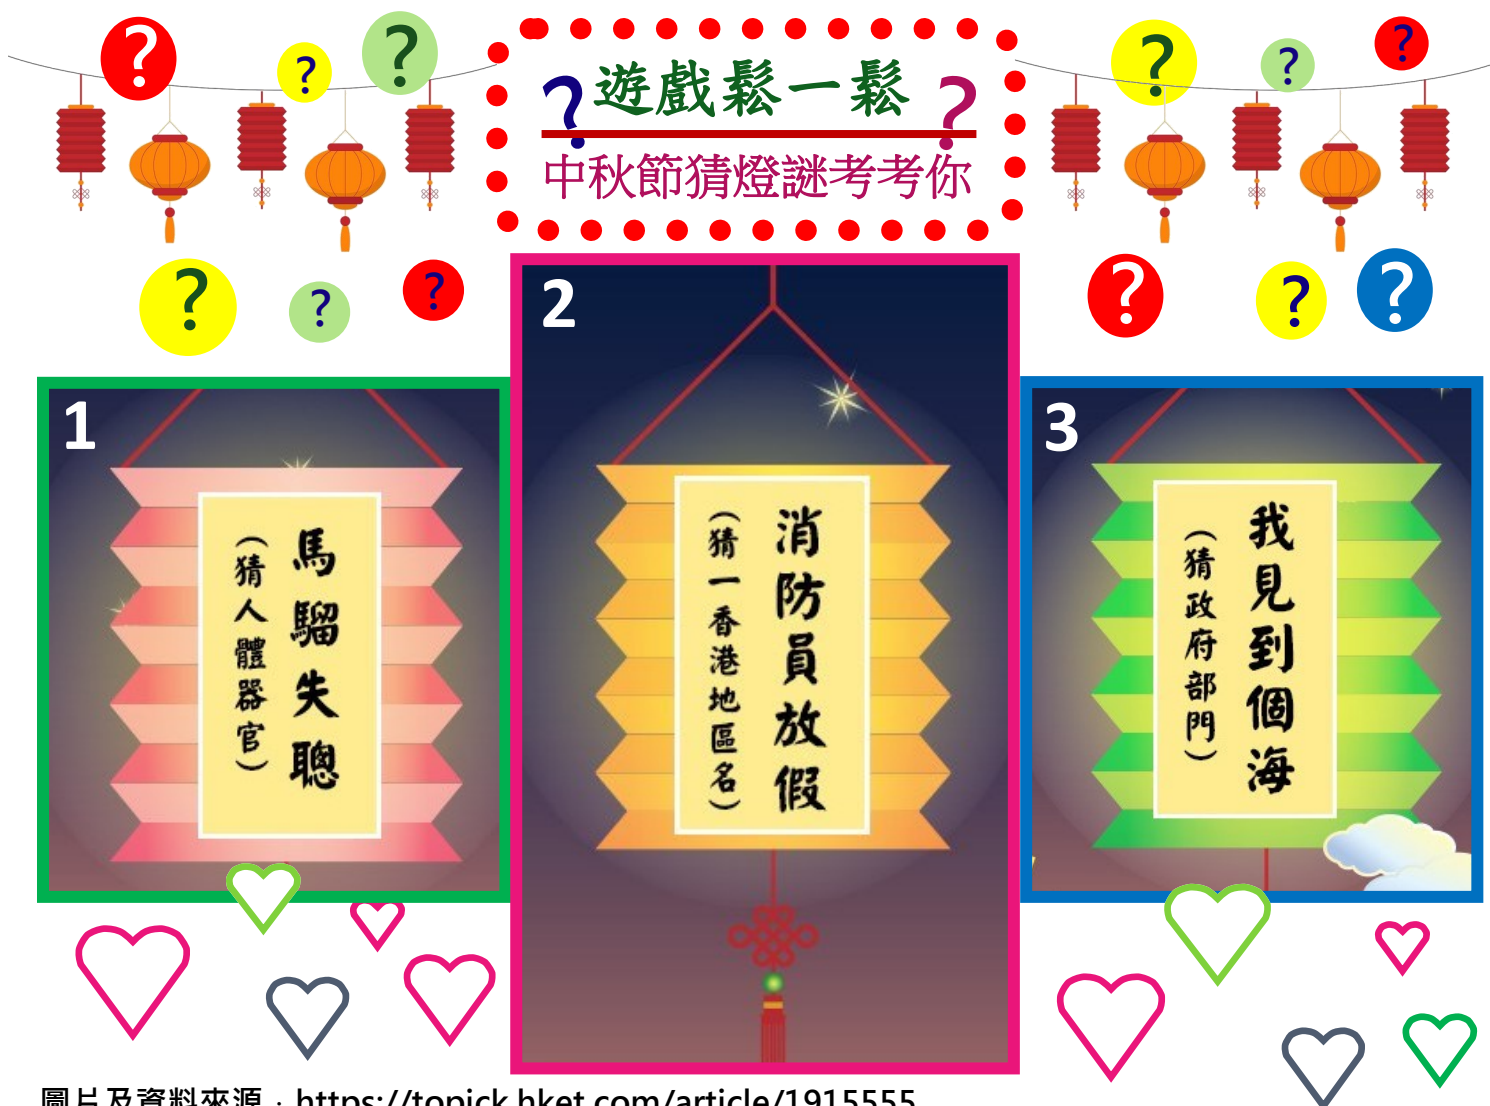 ? ? ? ? ? ?
? 遊戲鬆一鬆 ?
中秋節猜燈謎考考你
? ? ? ? ? ?
1
馬騮失聰
(猜人體器官)
2
消防員放假
(猜一香港地區名)
3
我見到個海
(猜政府部門)
圖片及資料來源：https://topick.hket.com/article/1915555